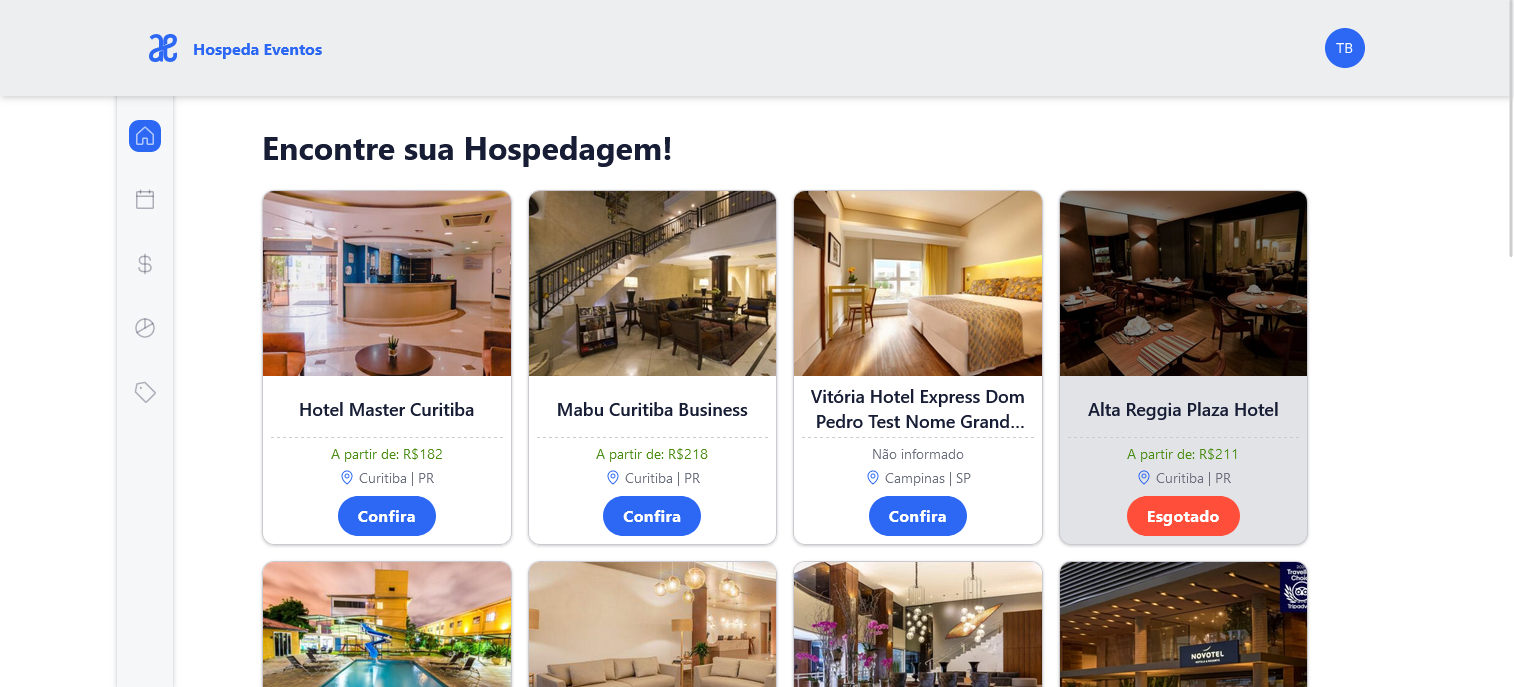 Hospeda Eventos
TB
Encontre sua Hospedagem!
Hotel Master Curitiba
A partir de: R$182
Curitiba | PR
Confira
Mabu Curitiba Business
A partir de: R$218
Curitiba | PR
Confira
Vitória Hotel Express Dom
Pedro Test Nome Grand...
Não informado
Campinas | SP
Confira
Alta Reggia Plaza Hotel
A partir de: R$211
Curitiba | PR
Esgotado
NOVOTEL